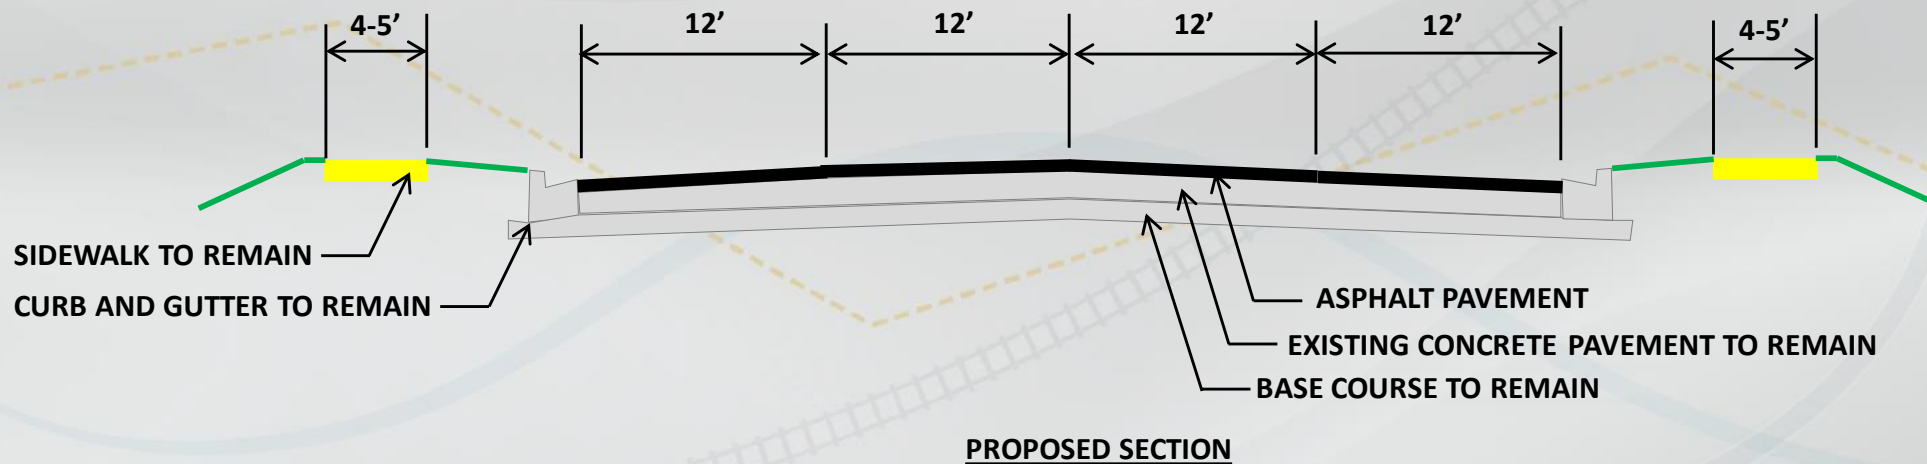 4-5’
12’
12’
12’
12’
4-5’
SIDEWALK TO REMAIN
CURB AND GUTTER TO REMAIN
ASPHALT PAVEMENT
EXISTING CONCRETE PAVEMENT TO REMAIN
BASE COURSE TO REMAIN
PROPOSED SECTION